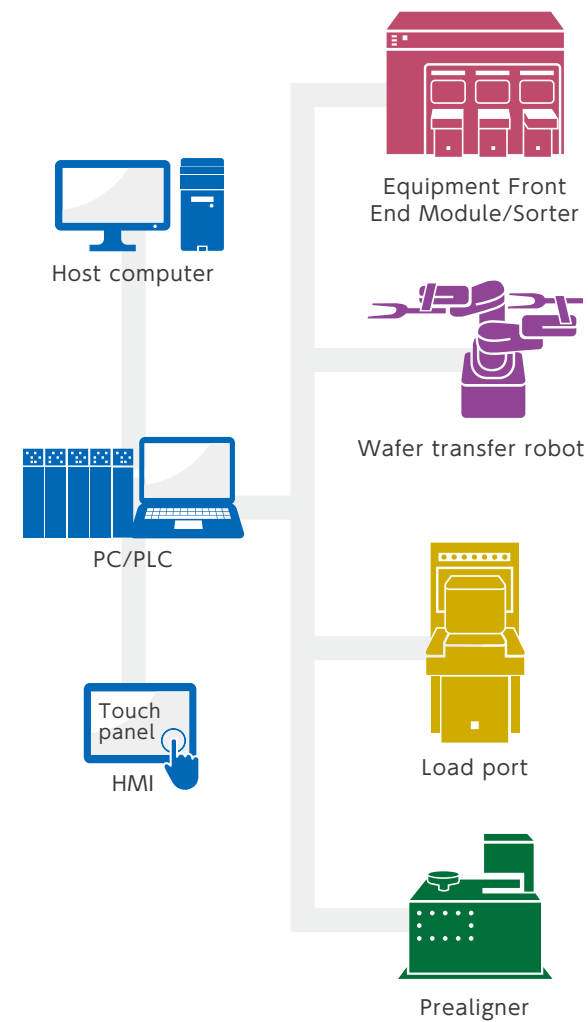 Equipment Front
End Module/Sorter
Host computer
Wafer transfer robot
PC/PLC
Touch
panel
HMI
Load port
Prealigner